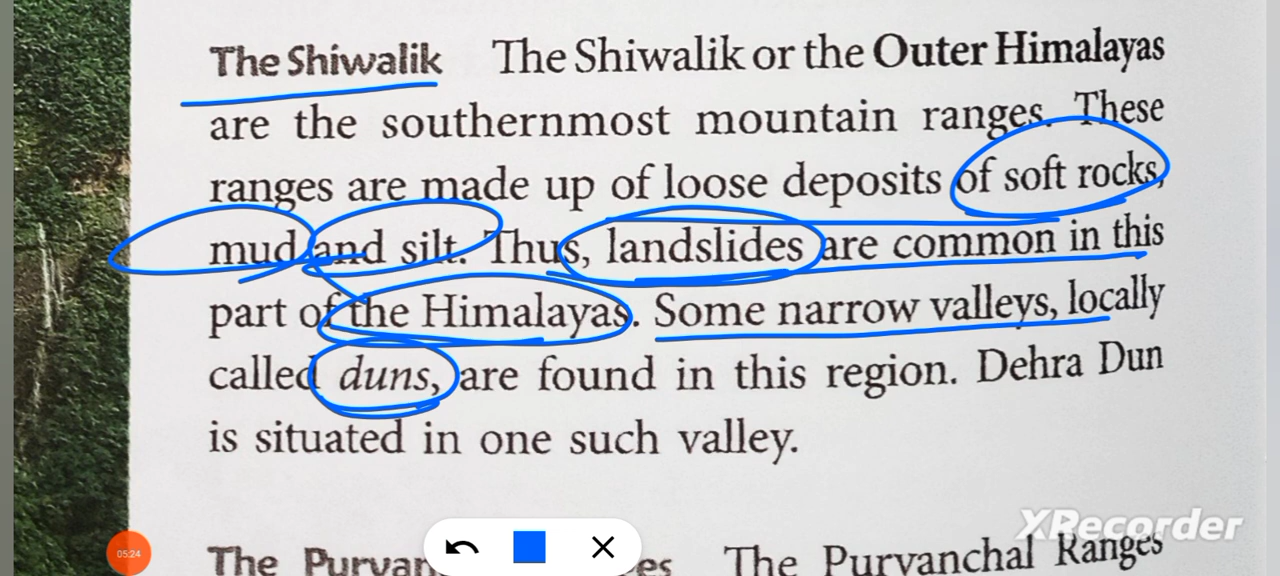 The Shiwalik The Shiwalik or the Outer Himalayas
are the southernmost mountain ranges. These
ranges are made up of loose deposits of soft rocks,
mud and silt. Thus, landslides are common in this
part of the Himalayas. Some narrow valleys, locally
called duns, are found in this region. Dehra Dun
is situated in one such valley.
XRecorder
05:24
The The Purvanchal Ranges